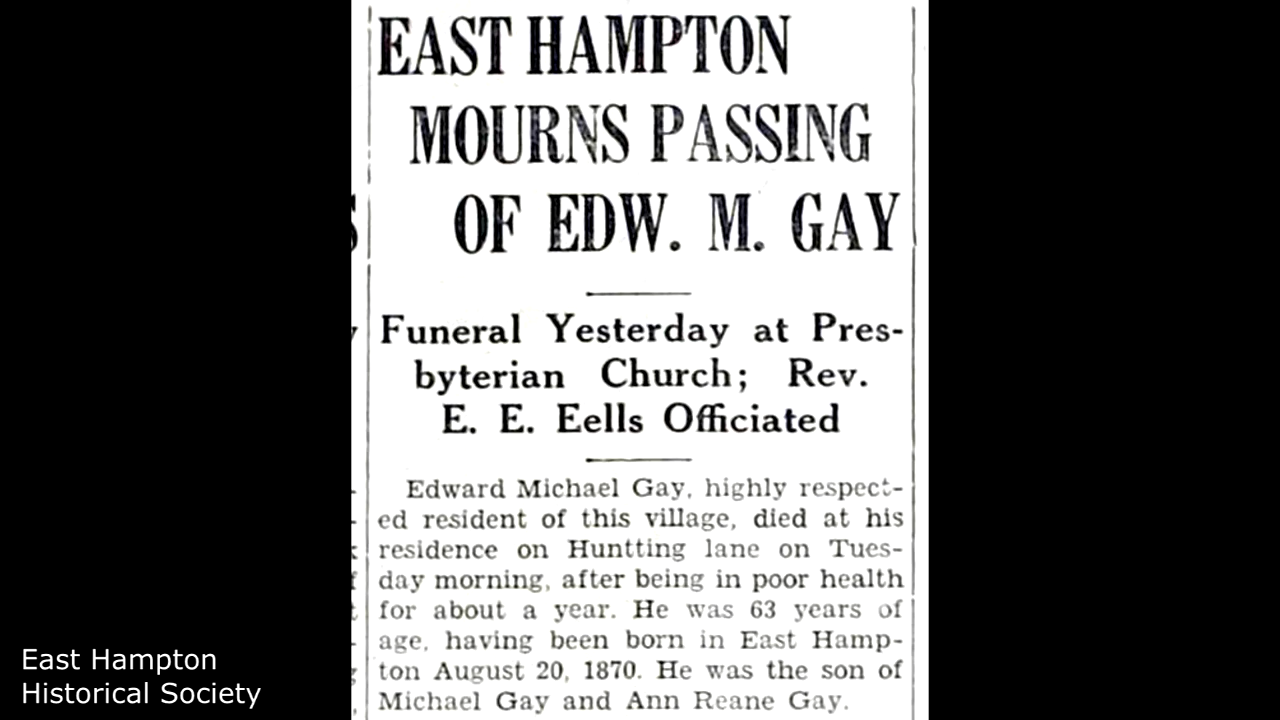 EAST HAMPTON
MOURNS PASSING
OF EDW. M. GAY
Funeral Yesterday at Pres-
byterian Church; Rev.
E. E. Eells Officiated
Edward Michael Gay, highly respect-
ed resident of this village, died at his
residence on Huntting lane on Tues-
day morning, after being in poor health
for about a year. He was 63 years of
age, having been born in East Hamp-
ton August 20, 1870. He was the son of
Michael Gay and Ann Reane Gay.
East Hampton
Historical Society